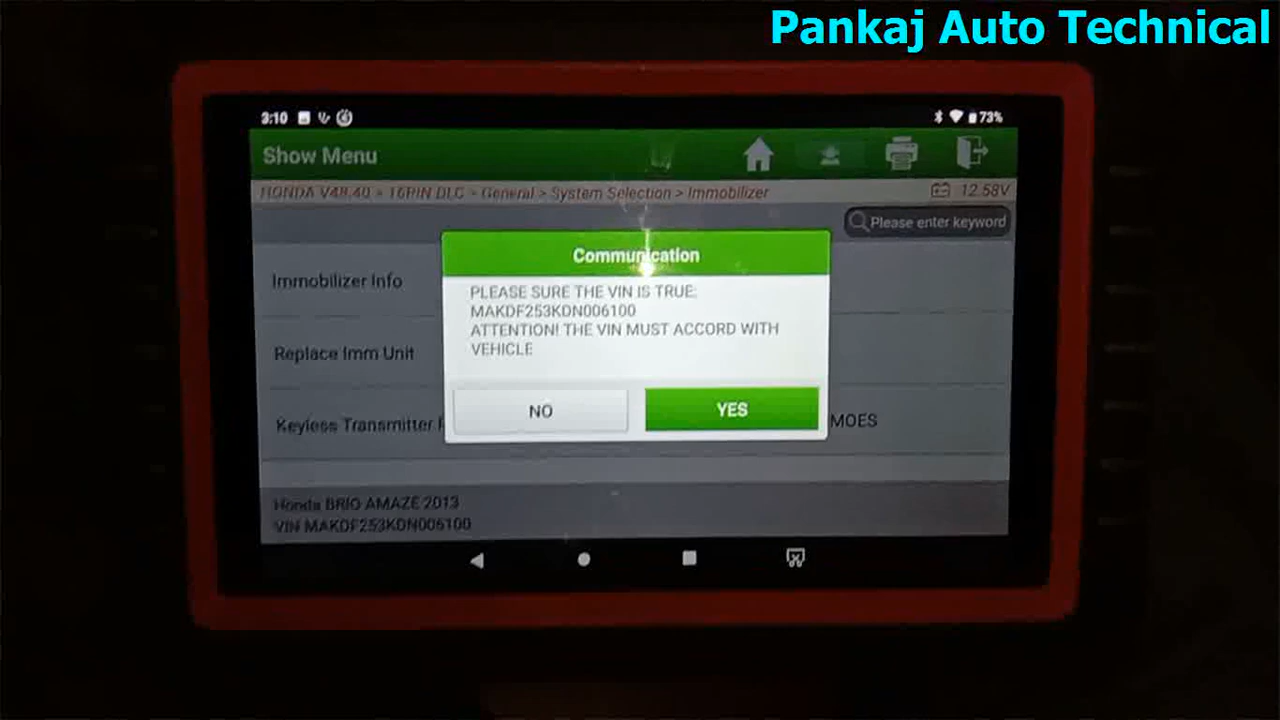 Pankaj Auto Technical
3:10
73%
Show Menu
HONDA V48.40 > 16PIN DLC > General > System Selection > Immobilizer
12.58V
Please enter keyword
Communication
Immobilizer Info
PLEASE SURE THE VIN IS TRUE:
MAKDF253KDN006100
ATTENTION! THE VIN MUST ACCORD WITH
VEHICLE
Replace Imm Unit
NO
YES
Keyless Transmitter
MOES
Honda BRIO AMAZE 2013
VIN MAKDF253KDN006100